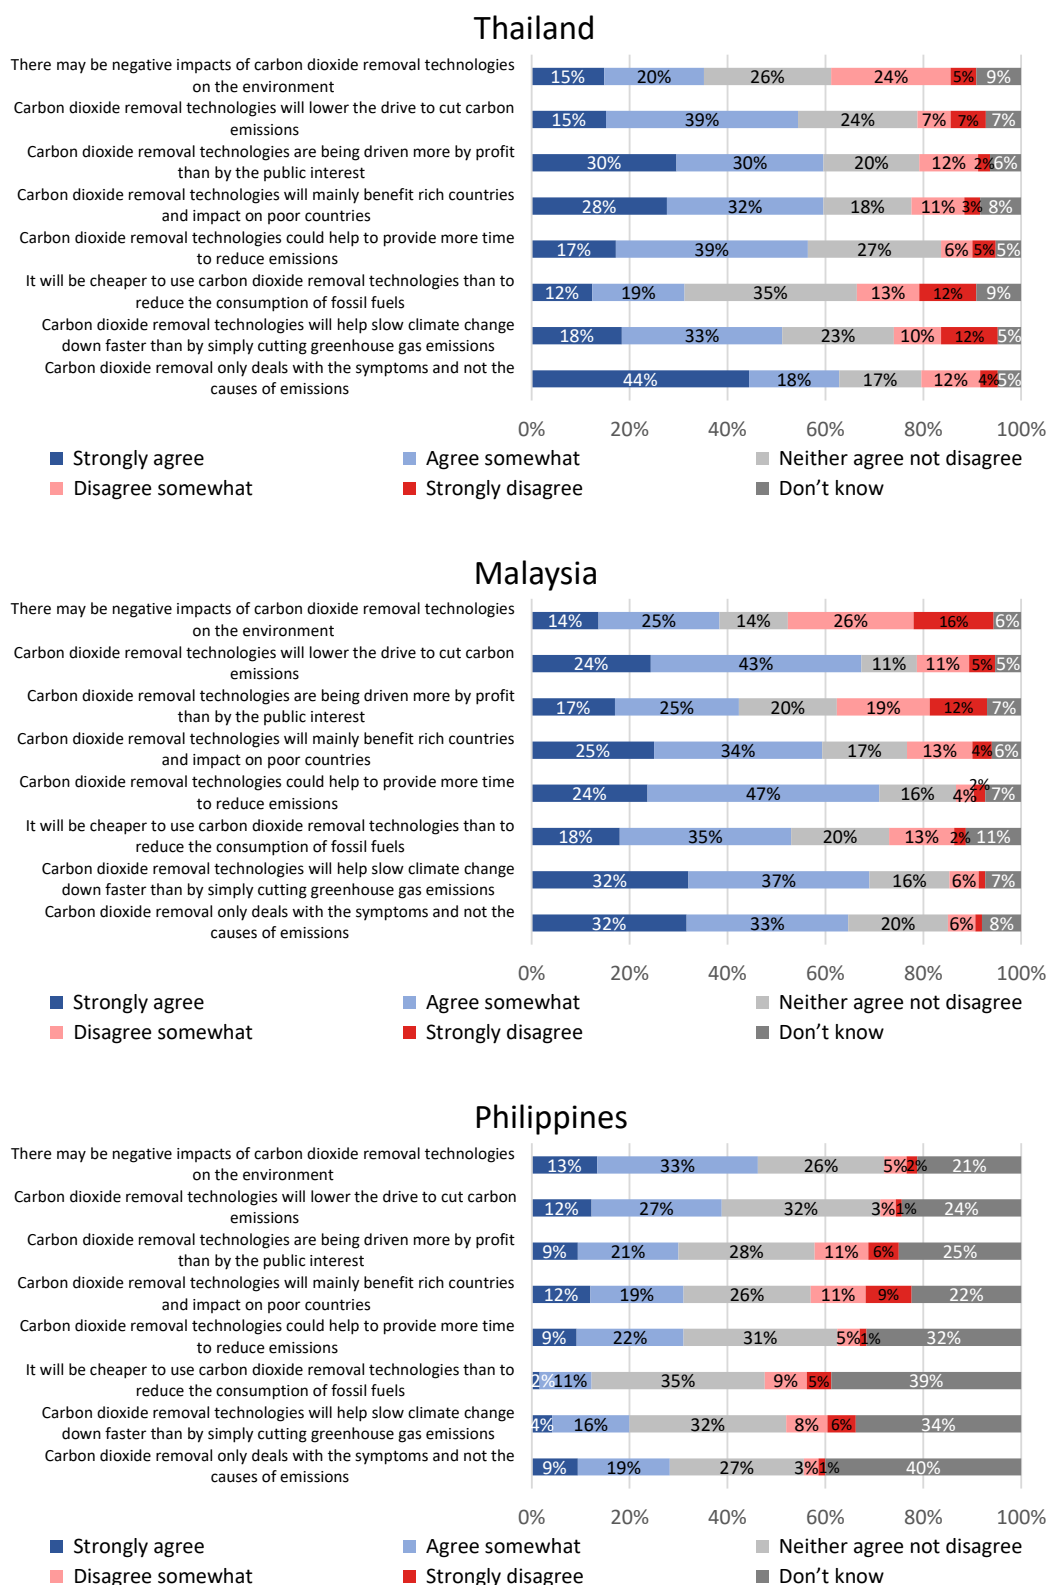 Thailand
There may be negative impacts of carbon dioxide removal technologies
on the environment
15% 20% 26% 24% 5% 9%
Carbon dioxide removal technologies will lower the drive to cut carbon
emissions
15% 39% 24% 7% 7% 7%
Carbon dioxide removal technologies are being driven more by profit
than by the public interest
30% 30% 20% 12% 2% 6%
Carbon dioxide removal technologies will mainly benefit rich countries
and impact on poor countries
28% 32% 18% 11% 3% 8%
Carbon dioxide removal technologies could help to provide more time
to reduce emissions
17% 39% 27% 6% 5% 5%
It will be cheaper to use carbon dioxide removal technologies than to
reduce the consumption of fossil fuels
12% 19% 35% 13% 12% 9%
Carbon dioxide removal technologies will help slow climate change
down faster than by simply cutting greenhouse gas emissions
18% 33% 23% 10% 12% 5%
Carbon dioxide removal only deals with the symptoms and not the
causes of emissions
44% 18% 17% 12% 4% 5%
0% 20% 40% 60% 80% 100%
Strongly agree Agree somewhat Neither agree not disagree
Disagree somewhat Strongly disagree Don't know
Malaysia
There may be negative impacts of carbon dioxide removal technologies
on the environment
14% 25% 14% 26% 16% 6%
Carbon dioxide removal technologies will lower the drive to cut carbon
emissions
24% 43% 11% 11% 5% 5%
Carbon dioxide removal technologies are being driven more by profit
than by the public interest
17% 25% 20% 19% 12% 7%
Carbon dioxide removal technologies will mainly benefit rich countries
and impact on poor countries
25% 34% 17% 13% 4% 6%
Carbon dioxide removal technologies could help to provide more time
to reduce emissions
24% 47% 16% 4% 2% 7%
It will be cheaper to use carbon dioxide removal technologies than to
reduce the consumption of fossil fuels
18% 35% 20% 13% 2% 11%
Carbon dioxide removal technologies will help slow climate change
down faster than by simply cutting greenhouse gas emissions
32% 37% 16% 6% 7%
Carbon dioxide removal only deals with the symptoms and not the
causes of emissions
32% 33% 20% 6% 8%
0% 20% 40% 60% 80% 100%
Strongly agree Agree somewhat Neither agree not disagree
Disagree somewhat Strongly disagree Don't know
Philippines
There may be negative impacts of carbon dioxide removal technologies
on the environment
13% 33% 26% 5% 2% 21%
Carbon dioxide removal technologies will lower the drive to cut carbon
emissions
12% 27% 32% 3% 1% 24%
Carbon dioxide removal technologies are being driven more by profit
than by the public interest
9% 21% 28% 11% 6% 25%
Carbon dioxide removal technologies will mainly benefit rich countries
and impact on poor countries
12% 19% 26% 11% 9% 22%
Carbon dioxide removal technologies could help to provide more time
to reduce emissions
9% 22% 31% 5% 1% 32%
It will be cheaper to use carbon dioxide removal technologies than to
reduce the consumption of fossil fuels
2% 11% 35% 9% 5% 39%
Carbon dioxide removal technologies will help slow climate change
down faster than by simply cutting greenhouse gas emissions
4% 16% 32% 8% 6% 34%
Carbon dioxide removal only deals with the symptoms and not the
causes of emissions
9% 19% 27% 3% 1% 40%
0% 20% 40% 60% 80% 100%
Strongly agree Agree somewhat Neither agree not disagree
Disagree somewhat Strongly disagree Don't know